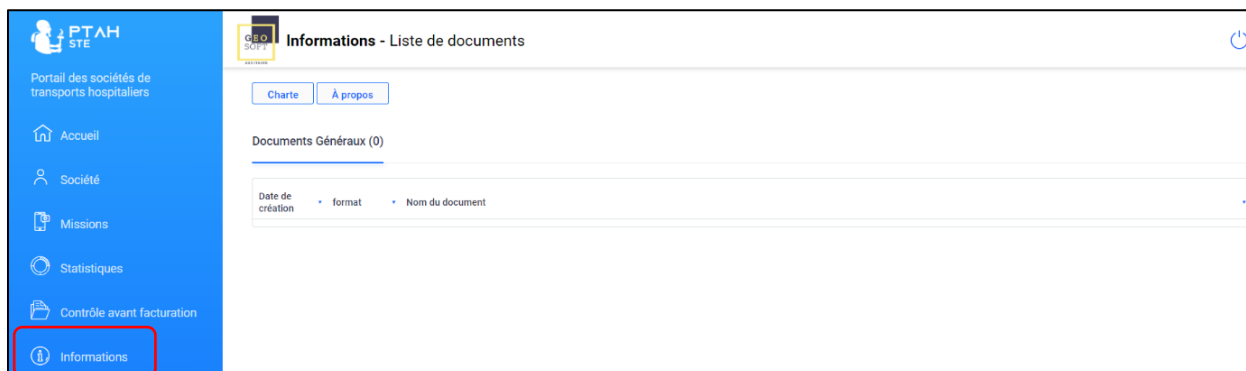 PTAH
STE
Portail des sociétés de
transports hospitaliers
Accueil
Société
Missions
Statistiques
Contrôle avant facturation
Informations
GEO
SOFT
Informations - Liste de documents
Charte
À propos
Documents Généraux (0)
Date de
création
format
Nom du document